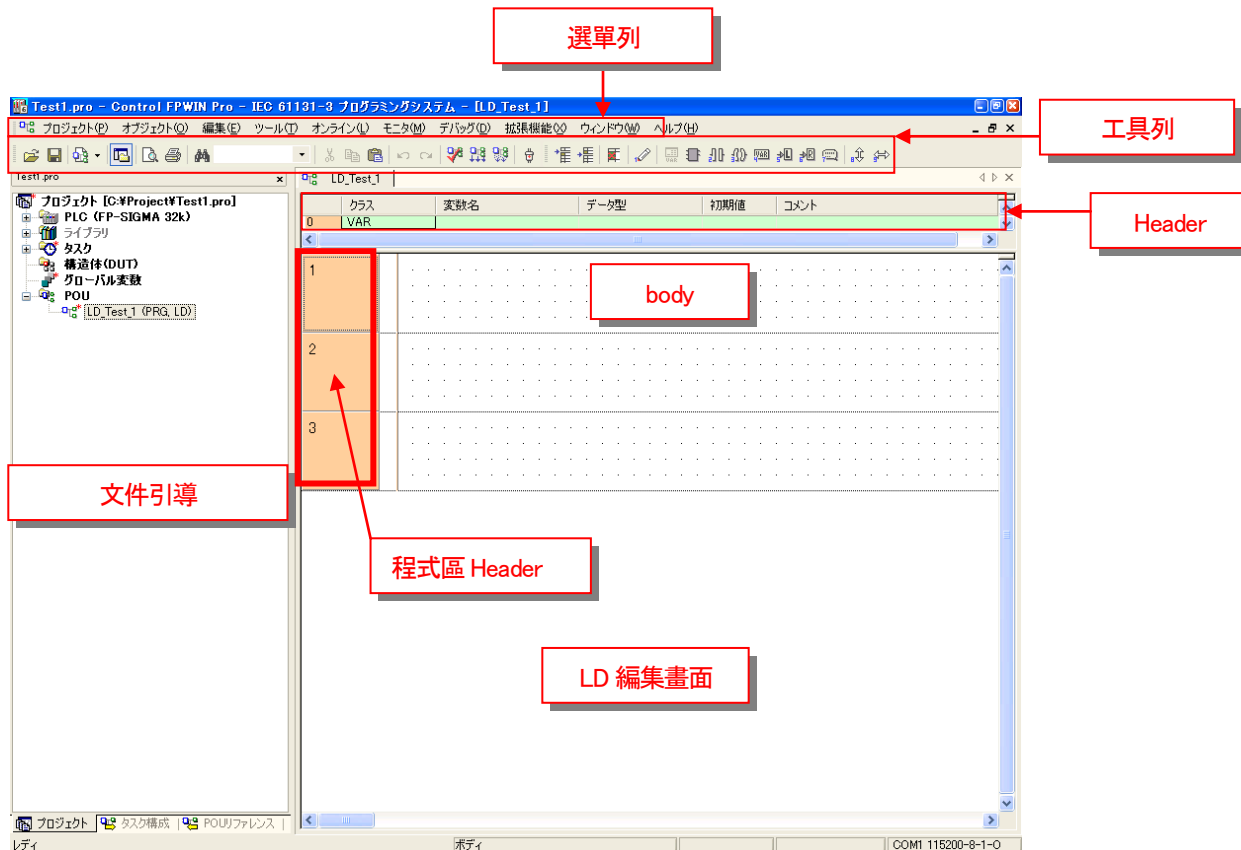 選單列
Test1.pro - Control FPWIN Pro - IEC 61131-3 プログラミングシステム - [LD_Test_1]
プロジェクト(P) オブジェクト(O) 編集(E) ツール(T) オンライン(L) モニタ(M) デバッグ(D) 拡張機能(X) ウィンドウ(W) ヘルプ(H)
工具列
Test1.pro
LD_Test_1
プロジェクト [C:¥Project¥Test1.pro]
PLC (FP-SIGMA 32k)
ライブラリ
タスク
構造体(DUT)
グローバル変数
POU
LD_Test_1 (PRG, LD)
クラス 変数名 データ型 初期値 コメント
0 VAR
Header
1
body
2
3
文件引導
程式區 Header
LD 編集畫面
プロジェクト タスク構成 POUリファレンス
レディ ボディ COM1 115200-8-1-O